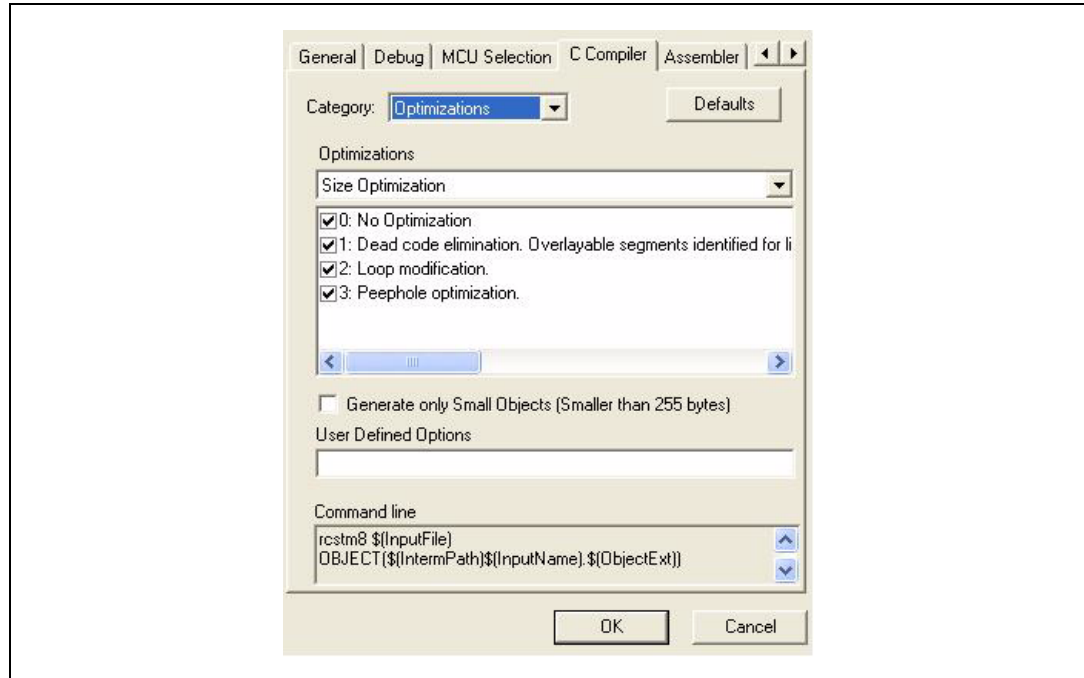 General Debug MCU Selection C Compiler Assembler
Category: Optimizations Defaults
Optimizations
Size Optimization
0: No Optimization
1: Dead code elimination. Overlayable segments identified for li
2: Loop modification.
3: Peephole optimization.
Generate only Small Objects (Smaller than 255 bytes)
User Defined Options
Command line
rcstm8 $(InputFile)
OBJECT($(IntermPath)$(InputName).$(ObjectExt))
OK Cancel